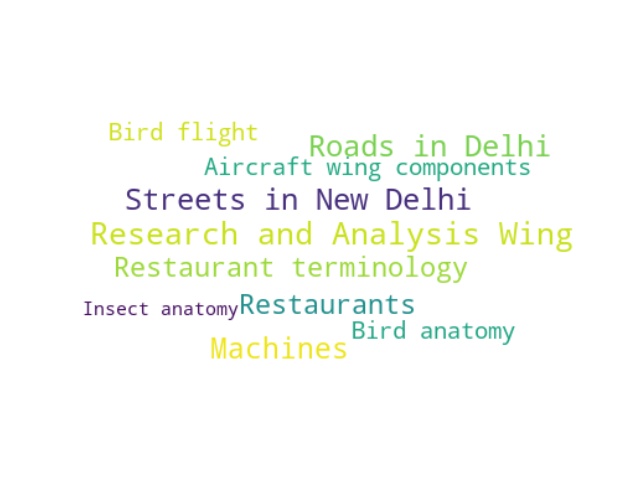 Bird flight
Roads in Delhi
Aircraft wing components
Streets in New Delhi
Research and Analysis Wing
Restaurant terminology
Insect anatomy
Restaurants
Bird anatomy
Machines